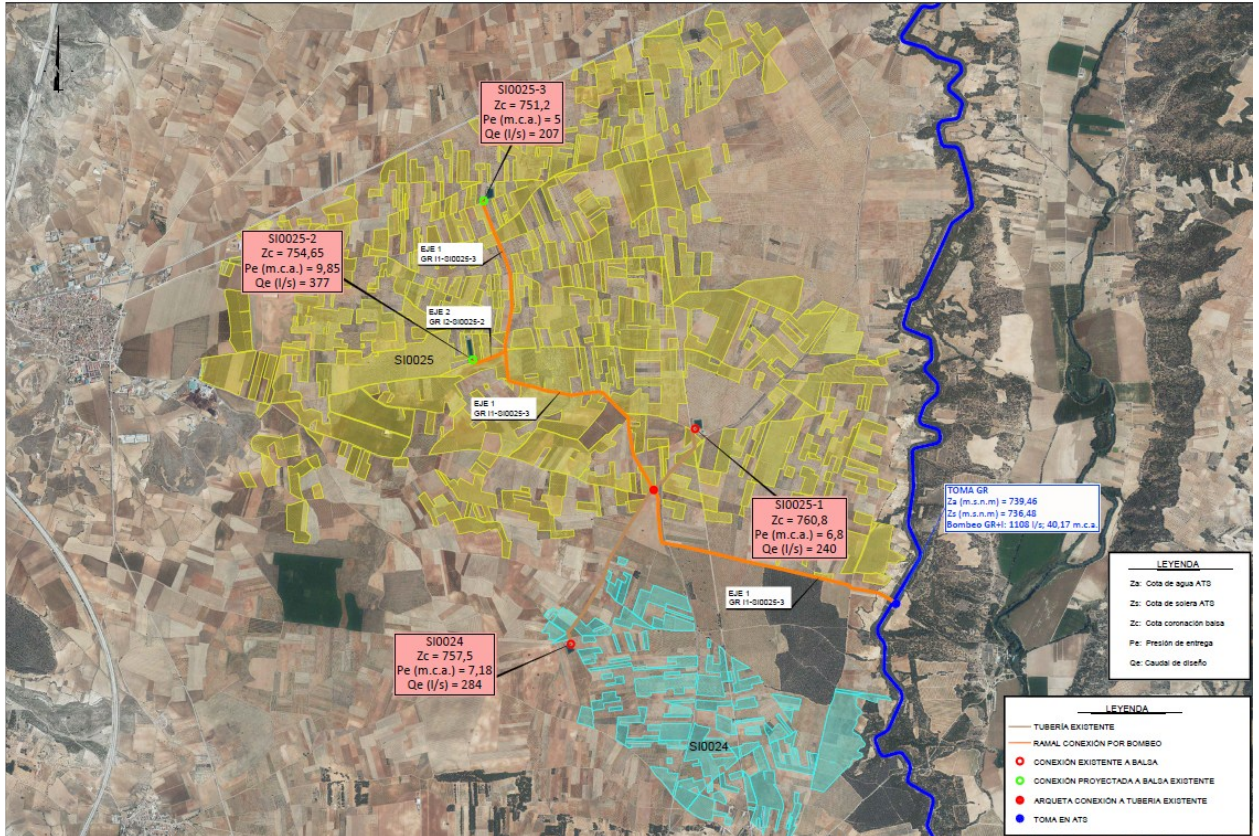 SI0025-3
Zc = 751,2
Pe (m.c.a.) = 5
Qe (l/s) = 207
SI0025-2
Zc = 754,65
Pe (m.c.a.) = 9,85
Qe (l/s) = 377
EJE 1
GR I1-SI0025-3
EJE 2
GR I2-SI0025-2
SI0025
EJE 1
GR I1-SI0025-3
SI0025-1
Zc = 760,8
Pe (m.c.a.) = 6,8
Qe (l/s) = 240
TOMA GR
Za (m.s.n.m) = 739,46
Zs (m.s.n.m) = 736,48
Bombeo GR+I: 1108 l/s; 40,17 m.c.a.
EJE 1
GR I1-SI0025-3
SI0024
Zc = 757,5
Pe (m.c.a.) = 7,18
Qe (l/s) = 284
SI0024
LEYENDA
Za: Cota de agua ATS
Zs: Cota de solera ATS
Zc: Cota coronación balsa
Pe: Presión de entrega
Qe: Caudal de diseño
LEYENDA
TUBERÍA EXISTENTE
RAMAL CONEXIÓN POR BOMBEO
CONEXIÓN EXISTENTE A BALSA
CONEXIÓN PROYECTADA A BALSA EXISTENTE
ARQUETA CONEXIÓN A TUBERIA EXISTENTE
TOMA EN ATS